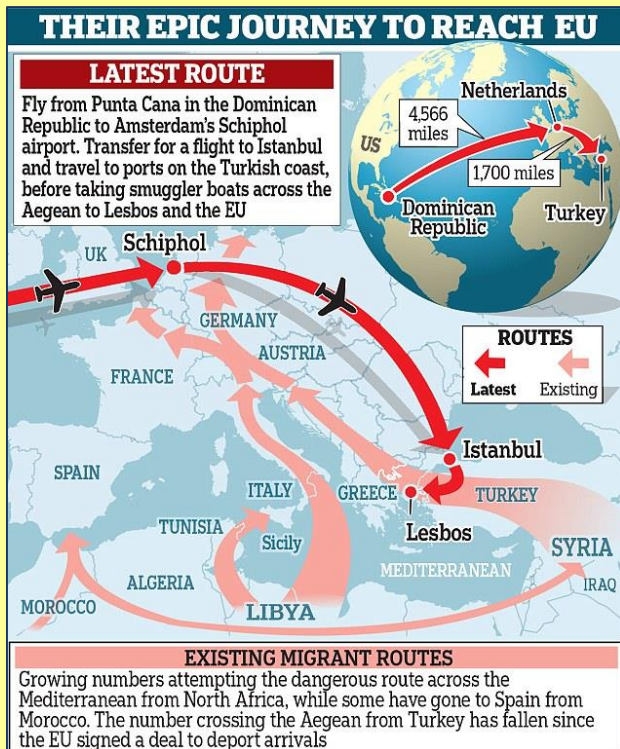 THEIR EPIC JOURNEY TO REACH EU
LATEST ROUTE
Fly from Punta Cana in the Dominican
Republic to Amsterdam's Schiphol
airport. Transfer for a flight to Istanbul
and travel to ports on the Turkish coast,
before taking smuggler boats across the
Aegean to Lesbos and the EU
Netherlands
4,566
miles
US
1,700 miles
Dominican
Republic
Turkey
UK
Schiphol
GERMANY
AUSTRIA
FRANCE
ROUTES
Latest
Existing
Istanbul
SPAIN
ITALY
GREECE
TURKEY
Lesbos
TUNISIA
Sicily
SYRIA
MEDITERRANEAN
ALGERIA
IRAQ
MOROCCO
LIBYA
EXISTING MIGRANT ROUTES
Growing numbers attempting the dangerous route across the
Mediterranean from North Africa, while some have gone to Spain from
Morocco. The number crossing the Aegean from Turkey has fallen since
the EU signed a deal to deport arrivals